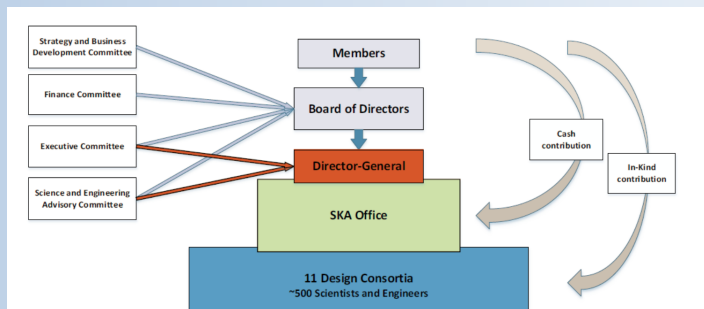 Strategy and Business
Development Committee
Finance Committee
Executive Committee
Science and Engineering
Advisory Committee
Members
Board of Directors
Director-General
SKA Office
11 Design Consortia
~500 Scientists and Engineers
Cash
contribution
In-Kind
contribution